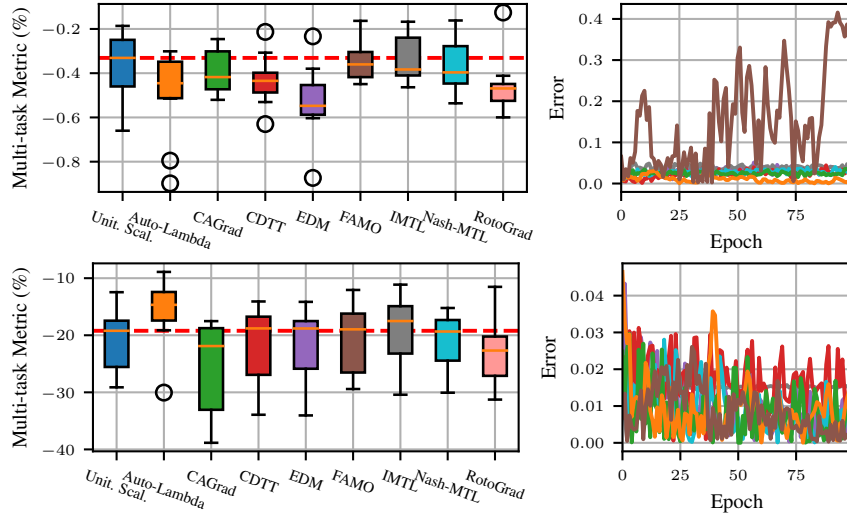 Multi-task Metric (%)
−0.2
−0.4
−0.6
−0.8
Unit. Scal.
Auto-Lambda
CAGrad
CDTT
EDM
FAMO
IMTL
Nash-MTL
RotoGrad
Error
0.4
0.3
0.2
0.1
0.0
0
25
50
75
Epoch
Multi-task Metric (%)
−10
−20
−30
−40
Unit. Scal.
Auto-Lambda
CAGrad
CDTT
EDM
FAMO
IMTL
Nash-MTL
RotoGrad
Error
0.04
0.03
0.02
0.01
0.00
0
25
50
75
Epoch